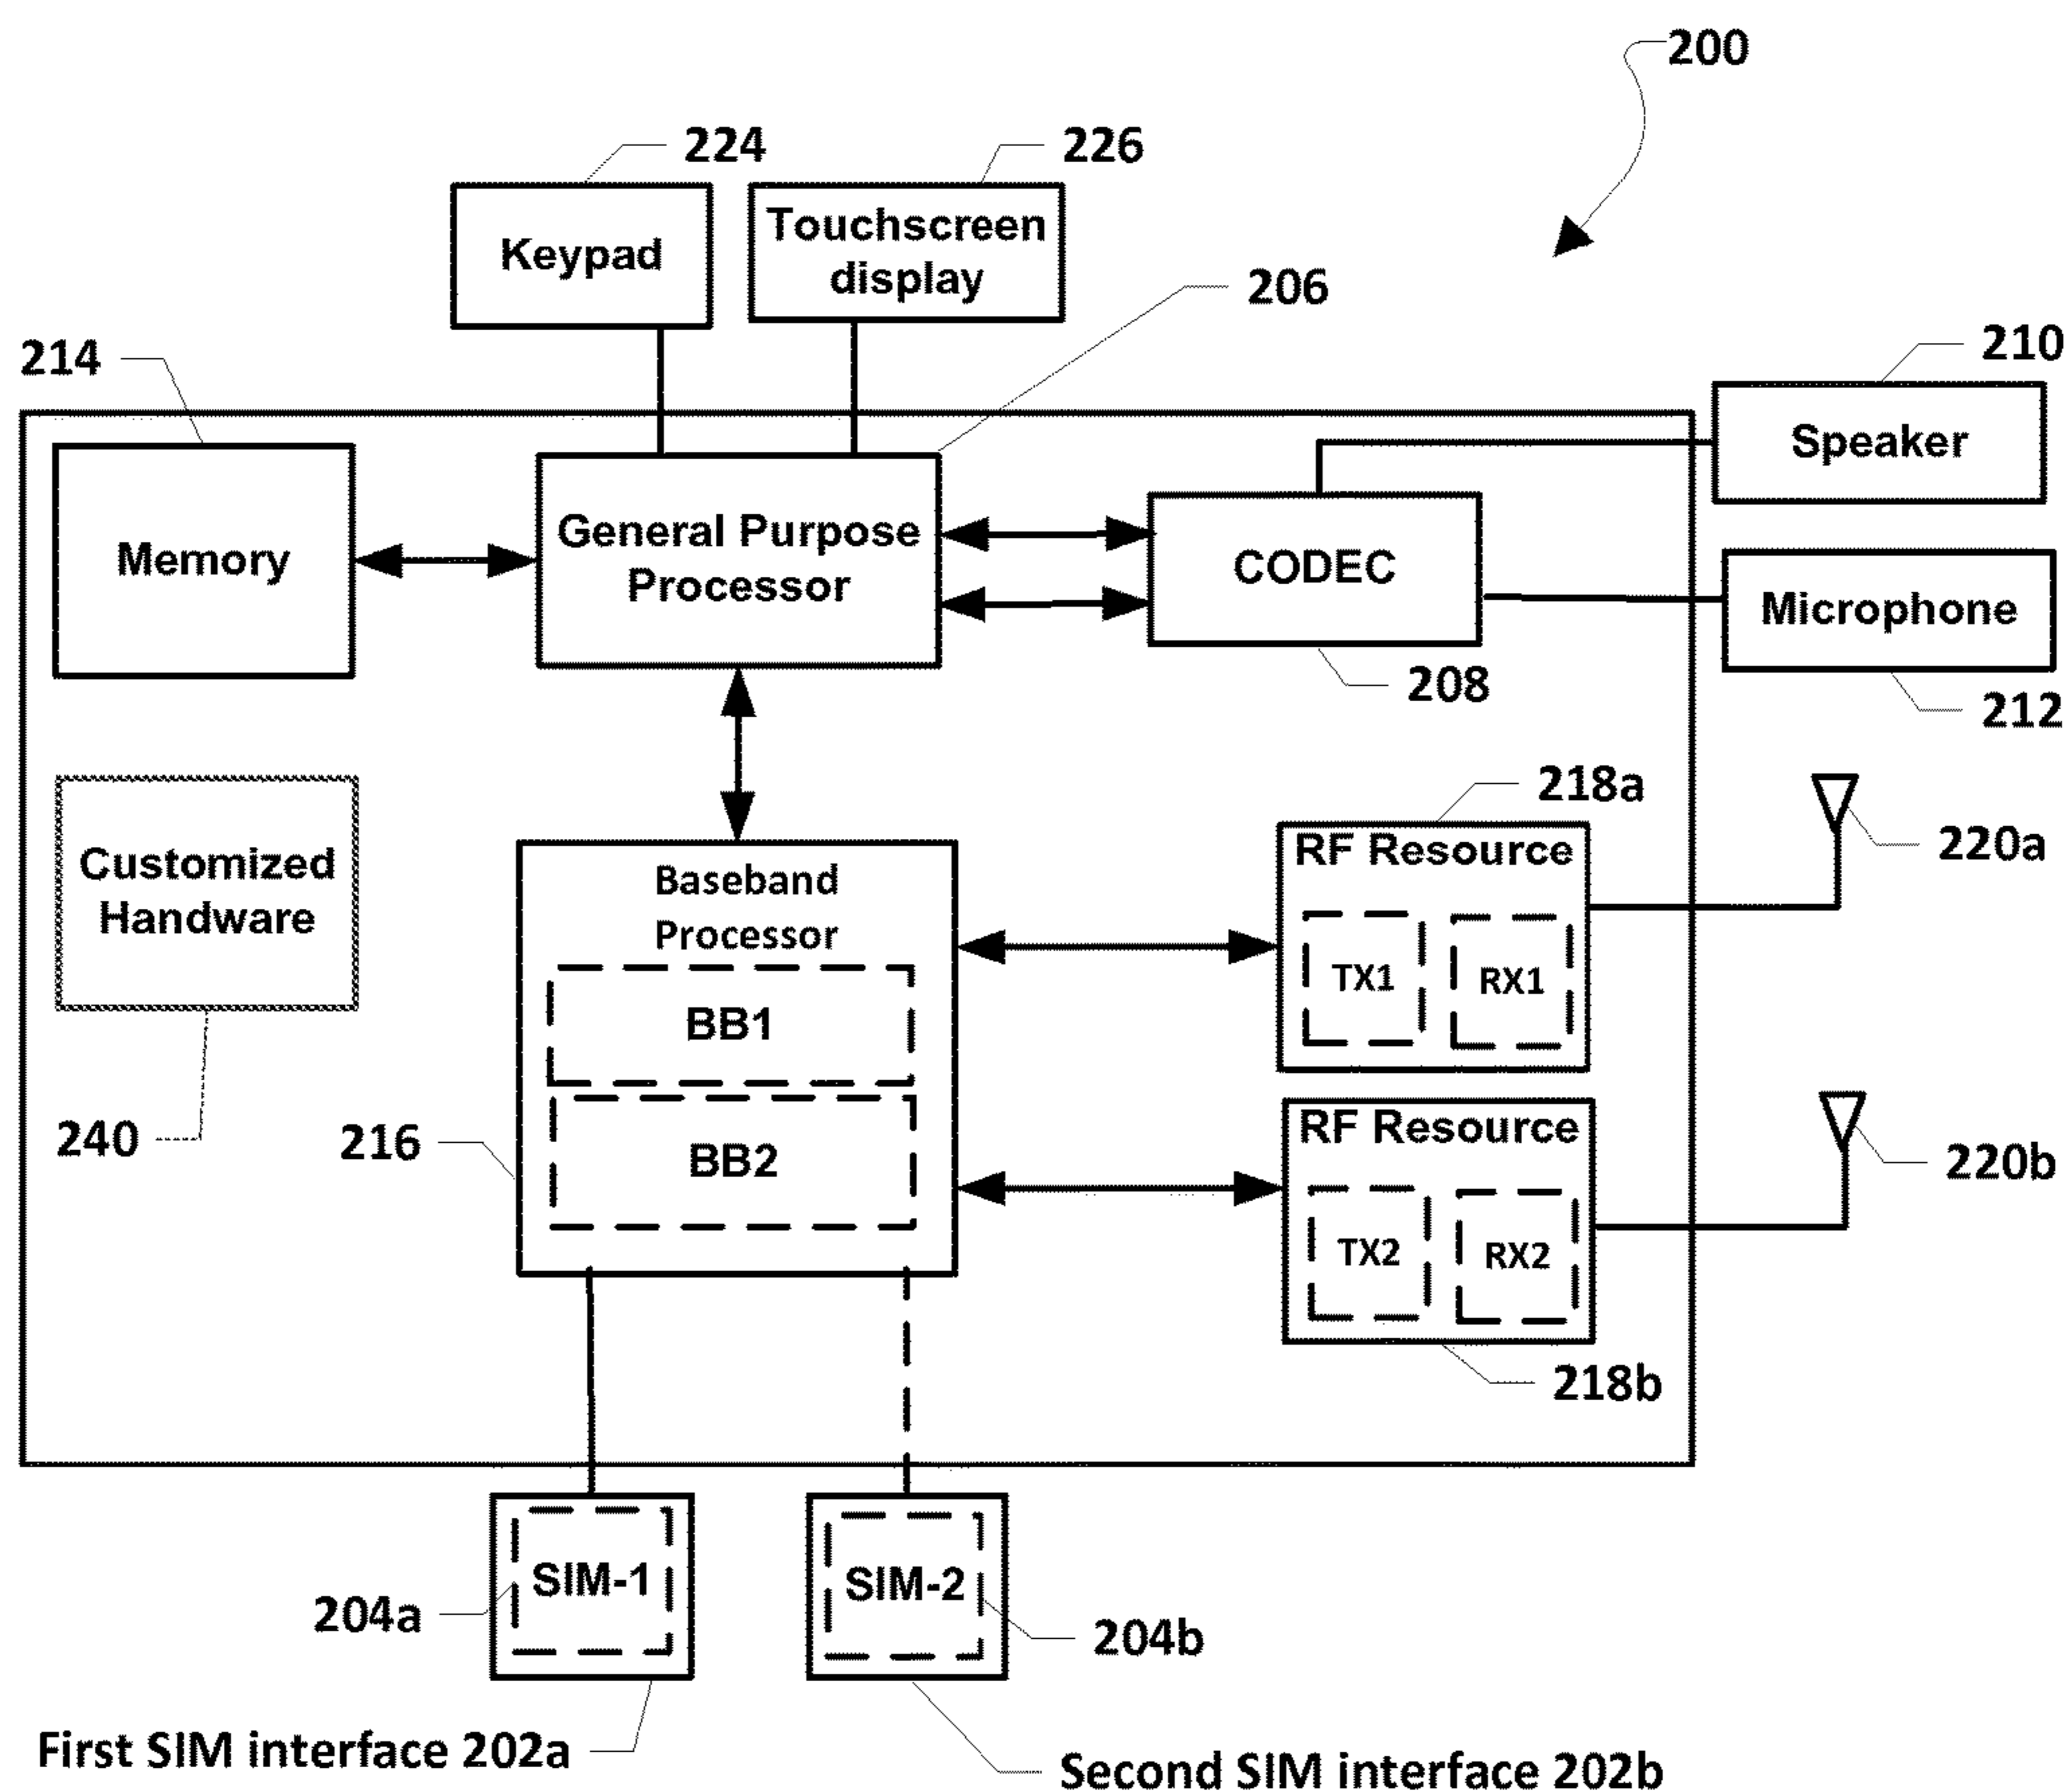 200
224
226
Keypad
Touchscreen
display
206
214
210
Speaker
Memory
General Purpose
Processor
CODEC
Microphone
208
212
218a
Customized
Hardware
Baseband
Processor
RF Resource
220a
TX1
RX1
BB1
240
216
BB2
RF Resource
220b
TX2
RX2
218b
SIM-1
SIM-2
204a
204b
First SIM interface 202a
Second SIM interface 202b